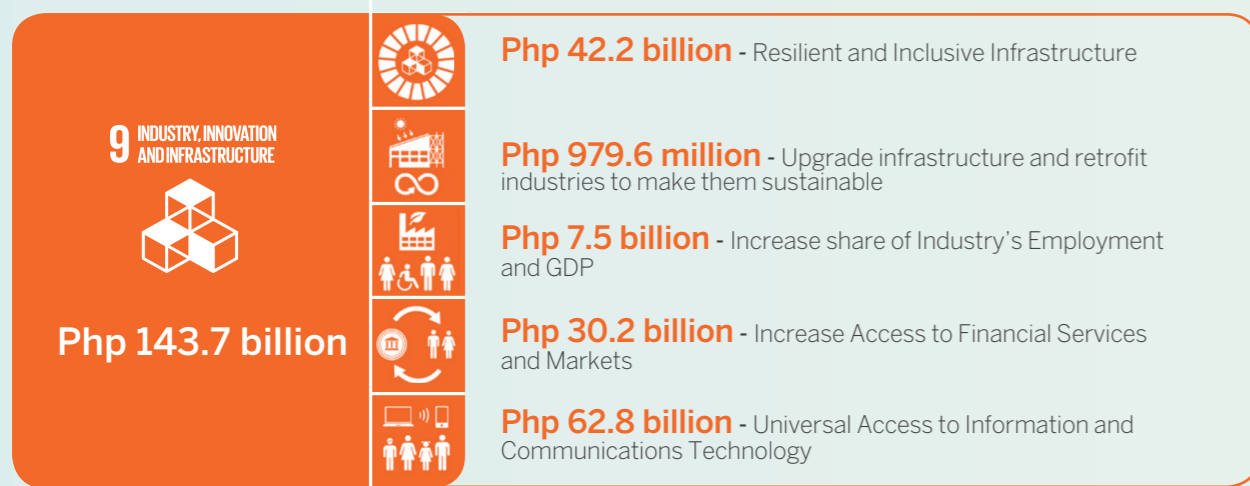 9 INDUSTRY, INNOVATION
AND INFRASTRUCTURE
Php 143.7 billion
Php 42.2 billion - Resilient and Inclusive Infrastructure
Php 979.6 million - Upgrade infrastructure and retrofit
industries to make them sustainable
Php 7.5 billion - Increase share of Industry's Employment
and GDP
Php 30.2 billion - Increase Access to Financial Services
and Markets
Php 62.8 billion - Universal Access to Information and
Communications Technology